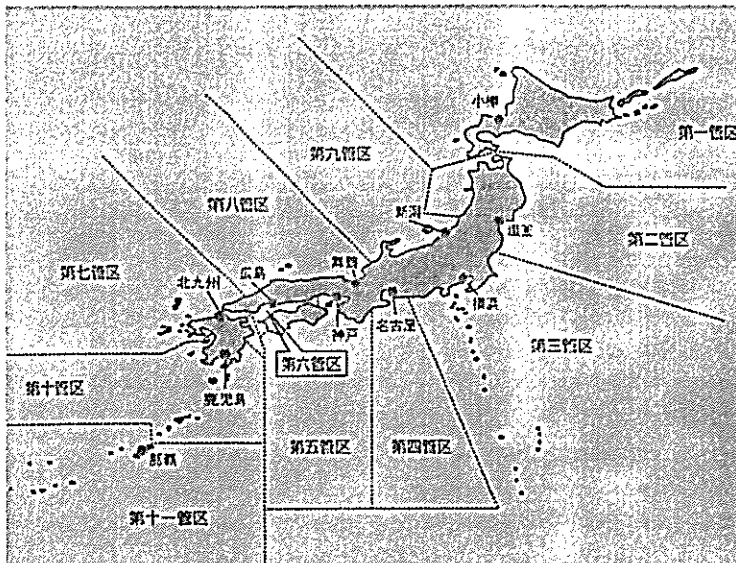 小樽
第一管区
第九管区
新潟
塩釜
第八管区
第二管区
舞鶴
第七管区
広島
北九州
横浜
神戸
名古屋
第三管区
第六管区
第十管区
鹿児島
第五管区
第四管区
那覇
第十一管区